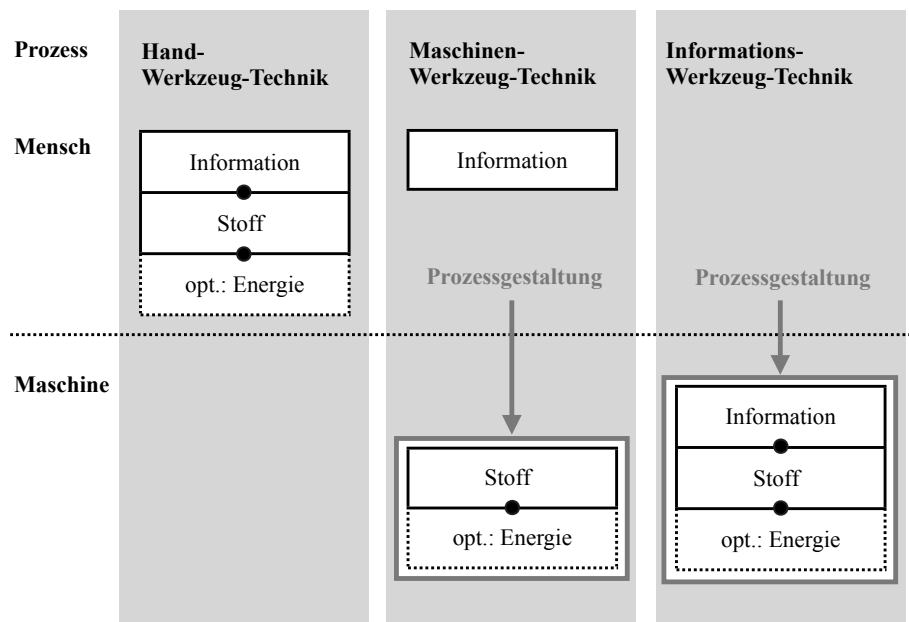 Prozess
Hand-
Werkzeug-Technik
Maschinen-
Werkzeug-Technik
Informations-
Werkzeug-Technik
Mensch
Information
Stoff
opt.: Energie
Information
Prozessgestaltung
Prozessgestaltung
Maschine
Stoff
opt.: Energie
Information
Stoff
opt.: Energie